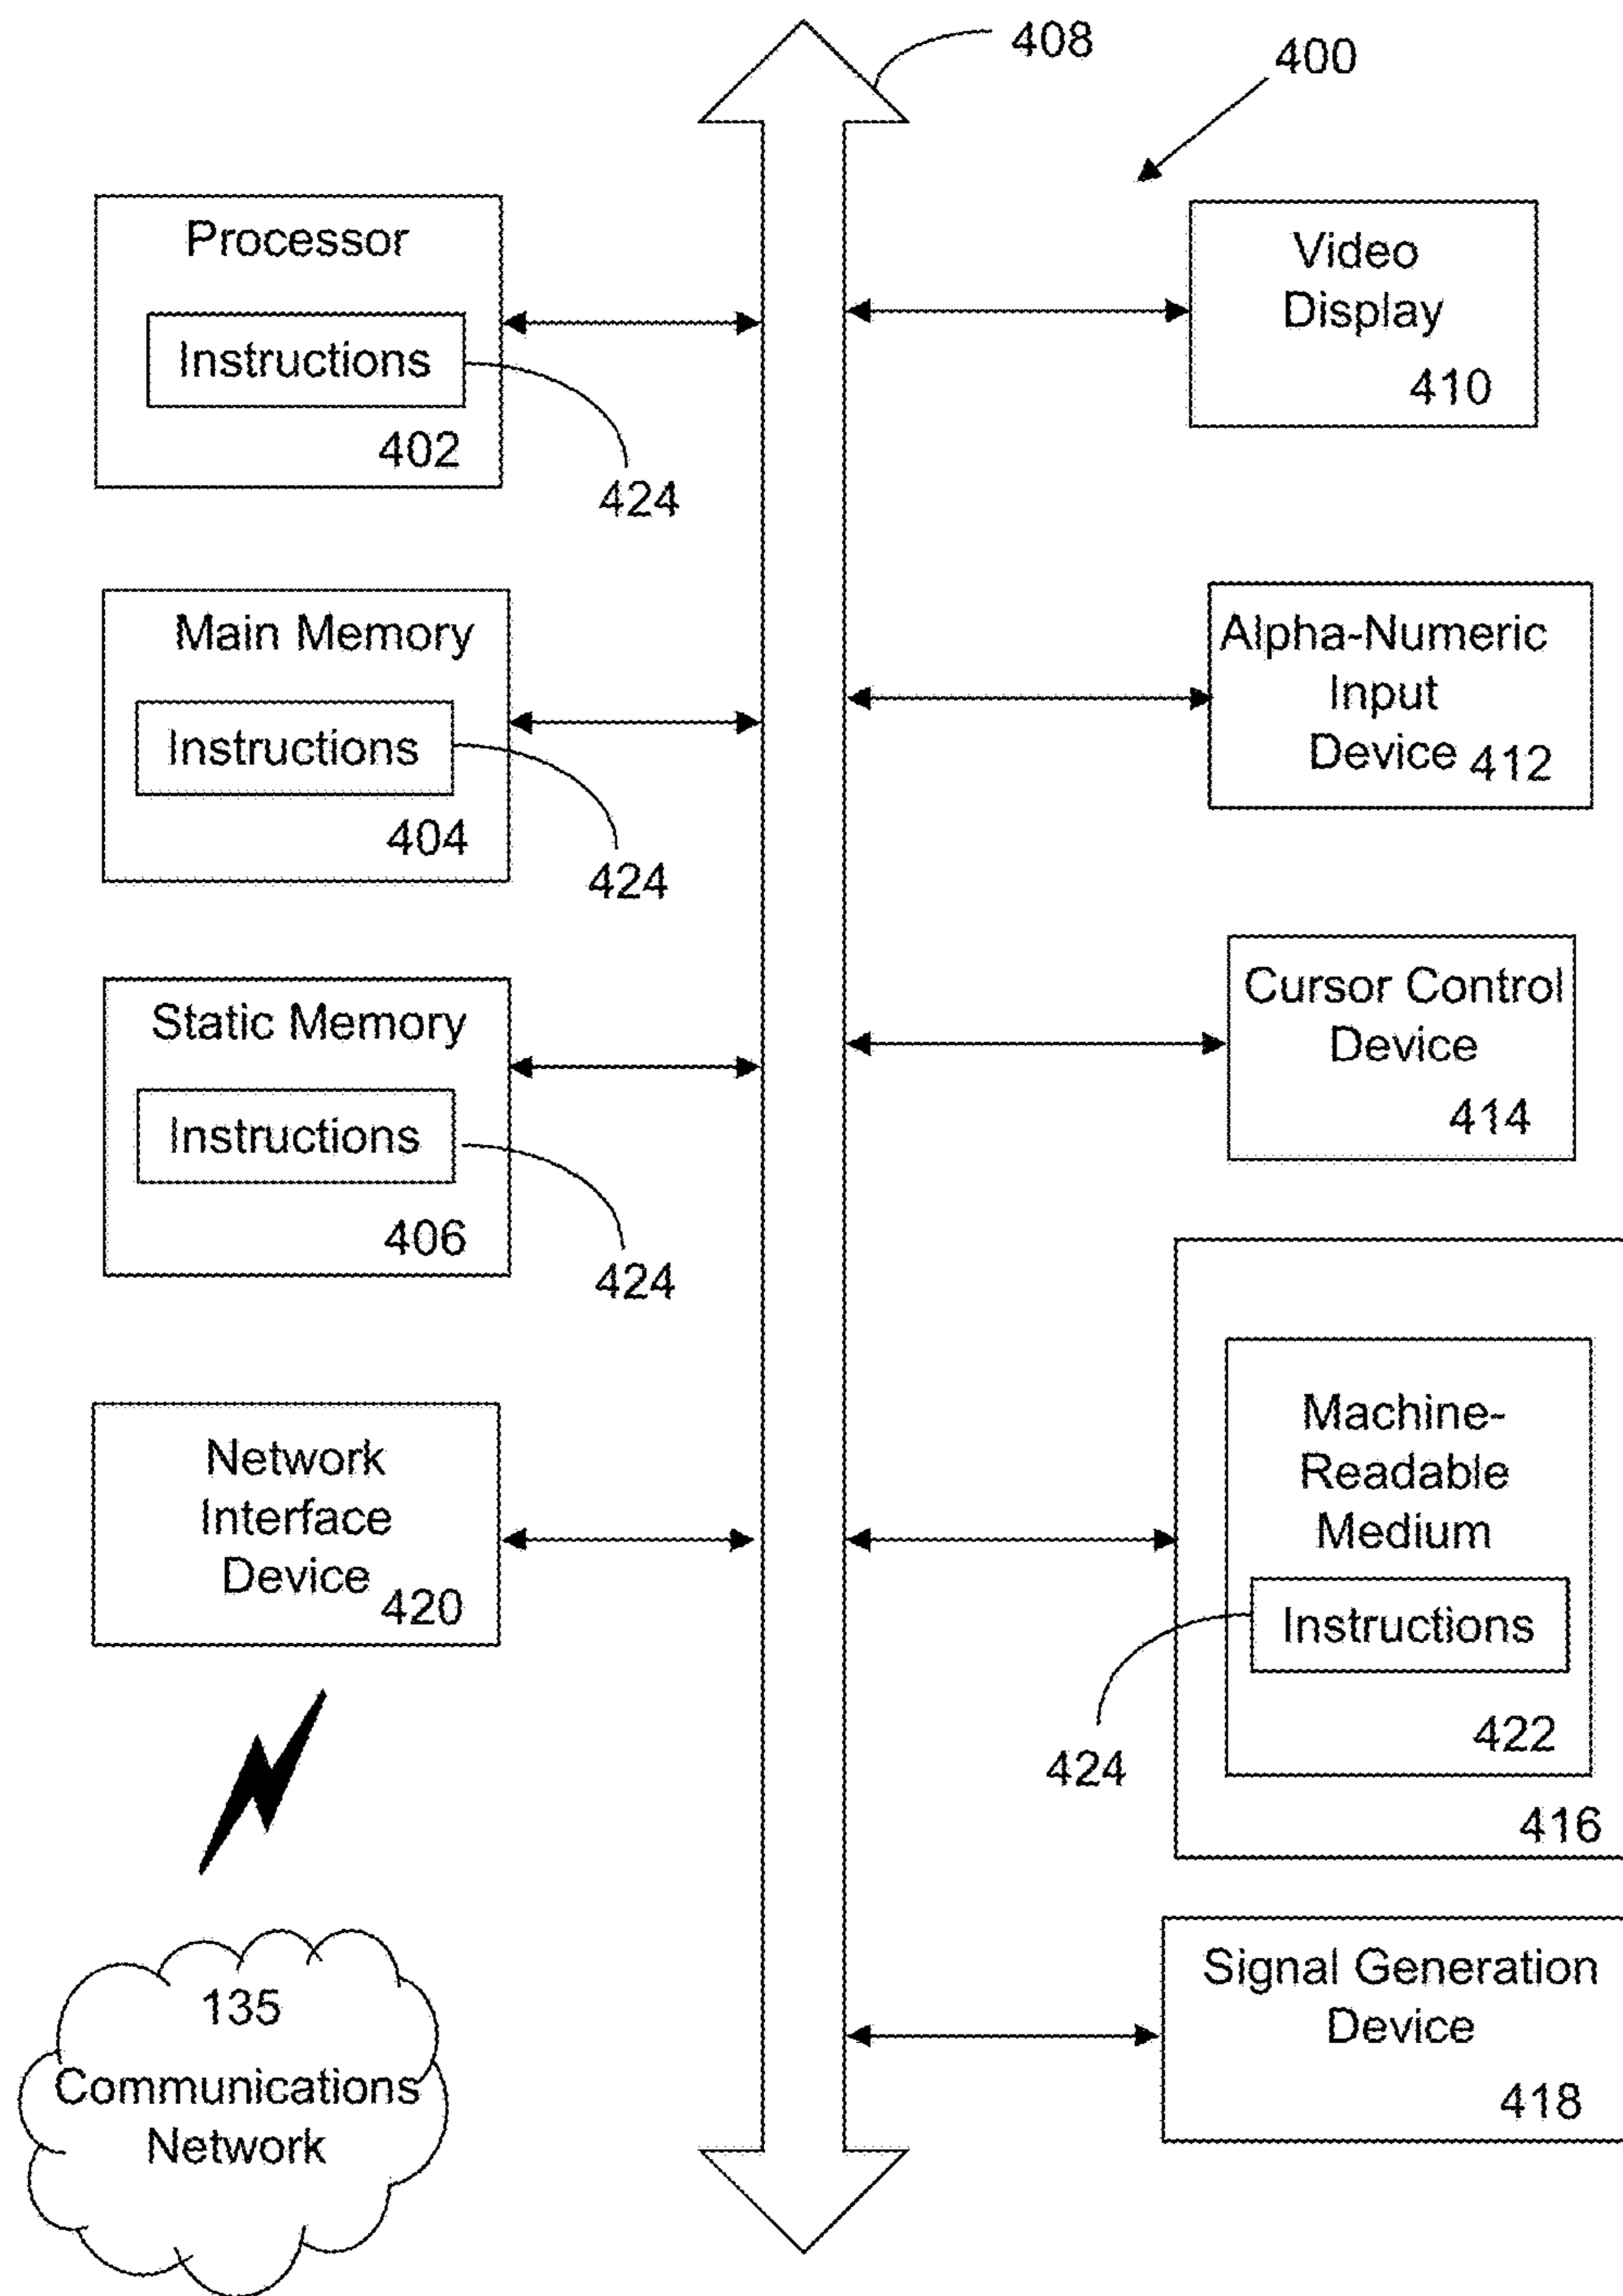 408
400
Processor
Instructions
402
424
Video
Display
410
Main Memory
Instructions
404
424
Alpha-Numeric
Input
Device 412
Static Memory
Instructions
406
424
Cursor Control
Device
414
Network
Interface
Device 420
Machine-
Readable
Medium
Instructions
422
424
416
135
Communications
Network
Signal Generation
Device
418